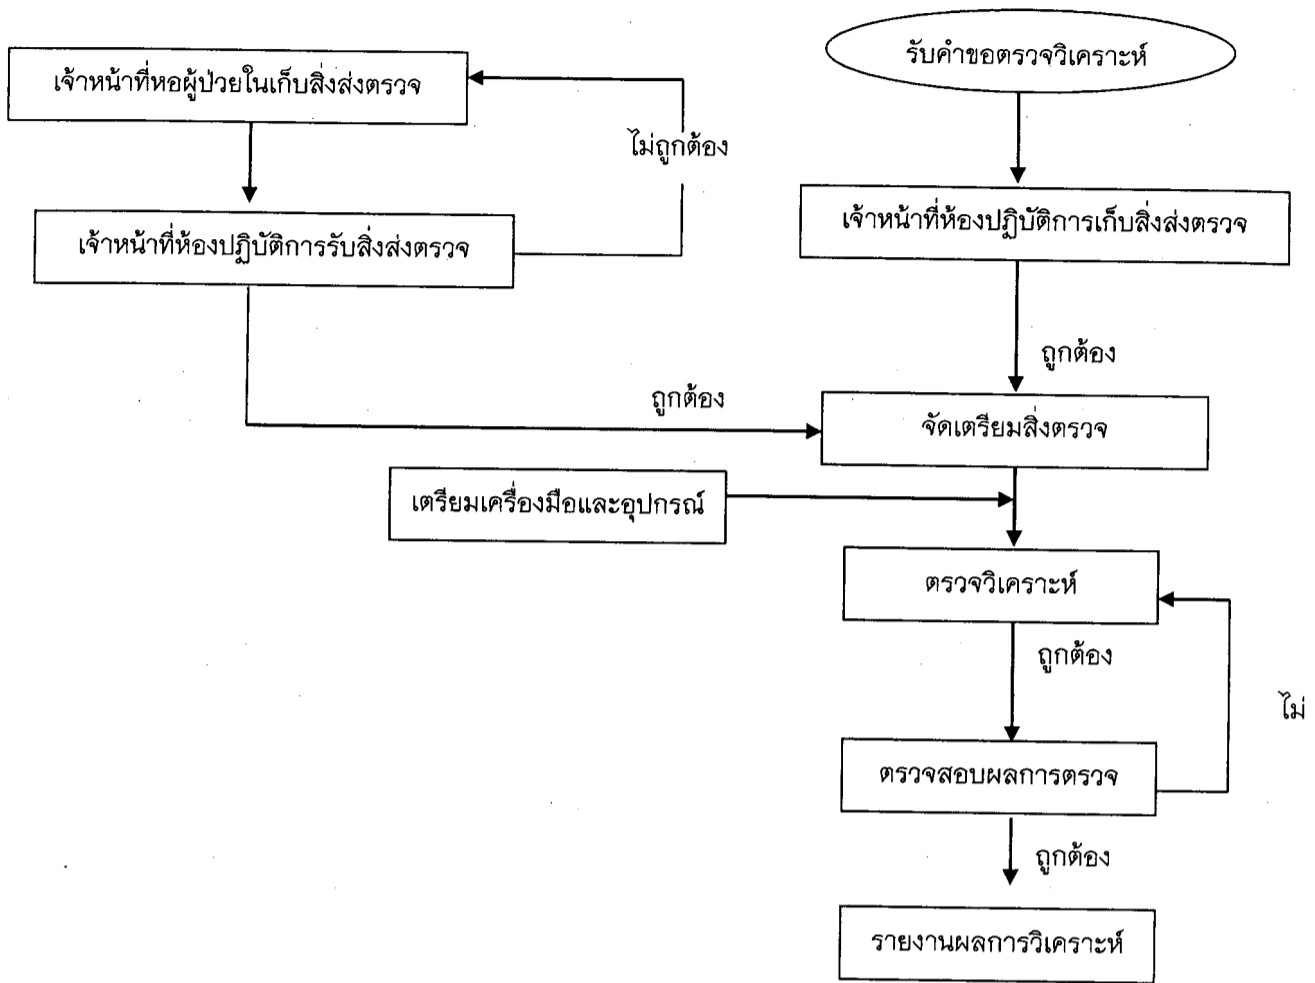 รับคำขอตรวจวิเคราะห์
เจ้าหน้าที่หอผู้ป่วยในเก็บสิ่งส่งตรวจ
ไม่ถูกต้อง
เจ้าหน้าที่ห้องปฏิบัติการเก็บสิ่งส่งตรวจ
เจ้าหน้าที่ห้องปฏิบัติการรับสิ่งส่งตรวจ
ถูกต้อง
ถูกต้อง
จัดเตรียมสิ่งตรวจ
เตรียมเครื่องมือและอุปกรณ์
ตรวจวิเคราะห์
ถูกต้อง
ไม่
ตรวจสอบผลการตรวจ
ถูกต้อง
รายงานผลการวิเคราะห์